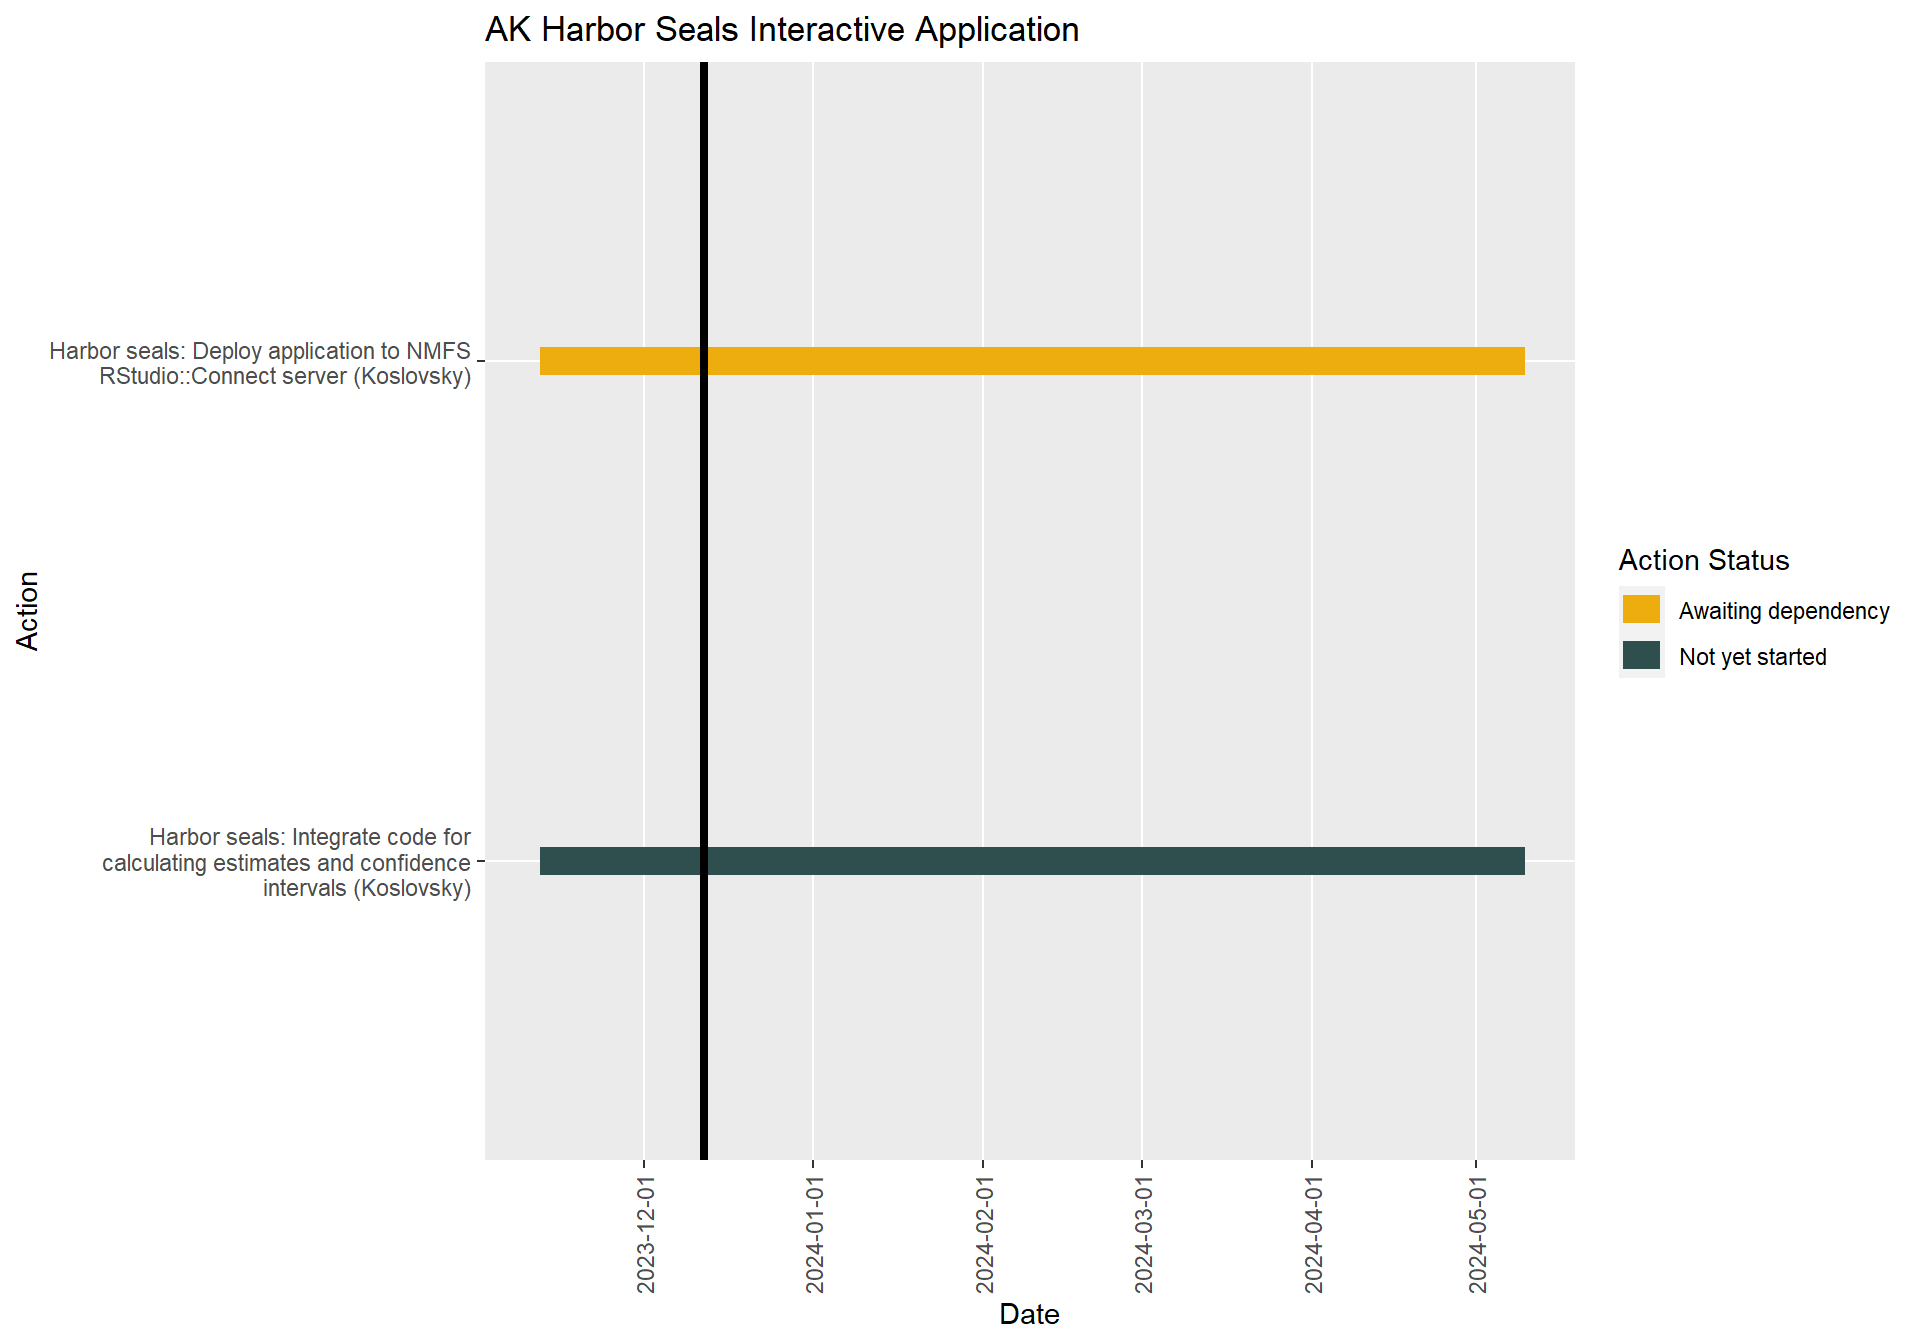 AK Harbor Seals Interactive Application
Harbor seals: Deploy application to NMFS
RStudio::Connect server (Koslovsky)
Action
Harbor seals: Integrate code for
calculating estimates and confidence
intervals (Koslovsky)
Action Status
Awaiting dependency
Not yet started
2023-12-01
2024-01-01
2024-02-01
2024-03-01
2024-04-01
2024-05-01
Date